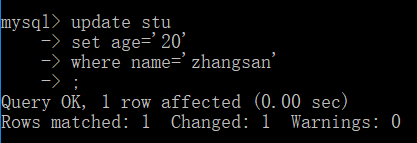 mysql> update stu
    -> set age='20'
    -> where name='zhangsan'
    -> ;
Query OK, 1 row affected (0.00 sec)
Rows matched: 1  Changed: 1  Warnings: 0